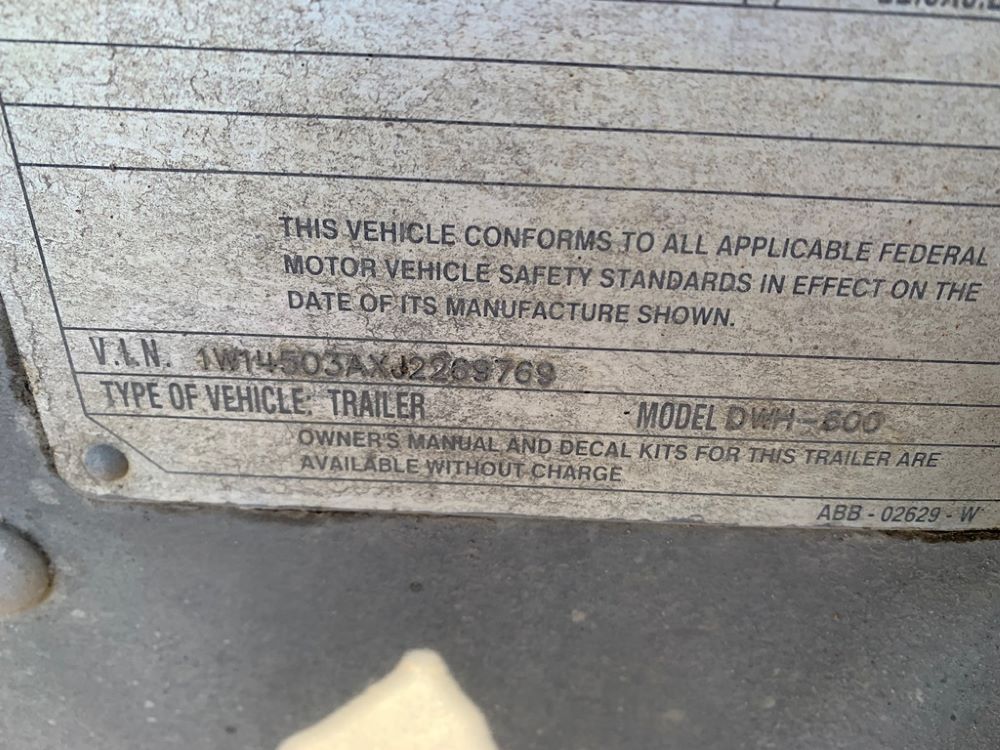 THIS VEHICLE CONFORMS TO ALL APPLICABLE FEDERAL
MOTOR VEHICLE SAFETY STANDARDS IN EFFECT ON THE
DATE OF ITS MANUFACTURE SHOWN.
V.I.N. 1W14503AXJ2269769
TYPE OF VEHICLE: TRAILER MODEL DWH-600
OWNER'S MANUAL AND DECAL KITS FOR THIS TRAILER ARE
AVAILABLE WITHOUT CHARGE
ABB - 02629 - W